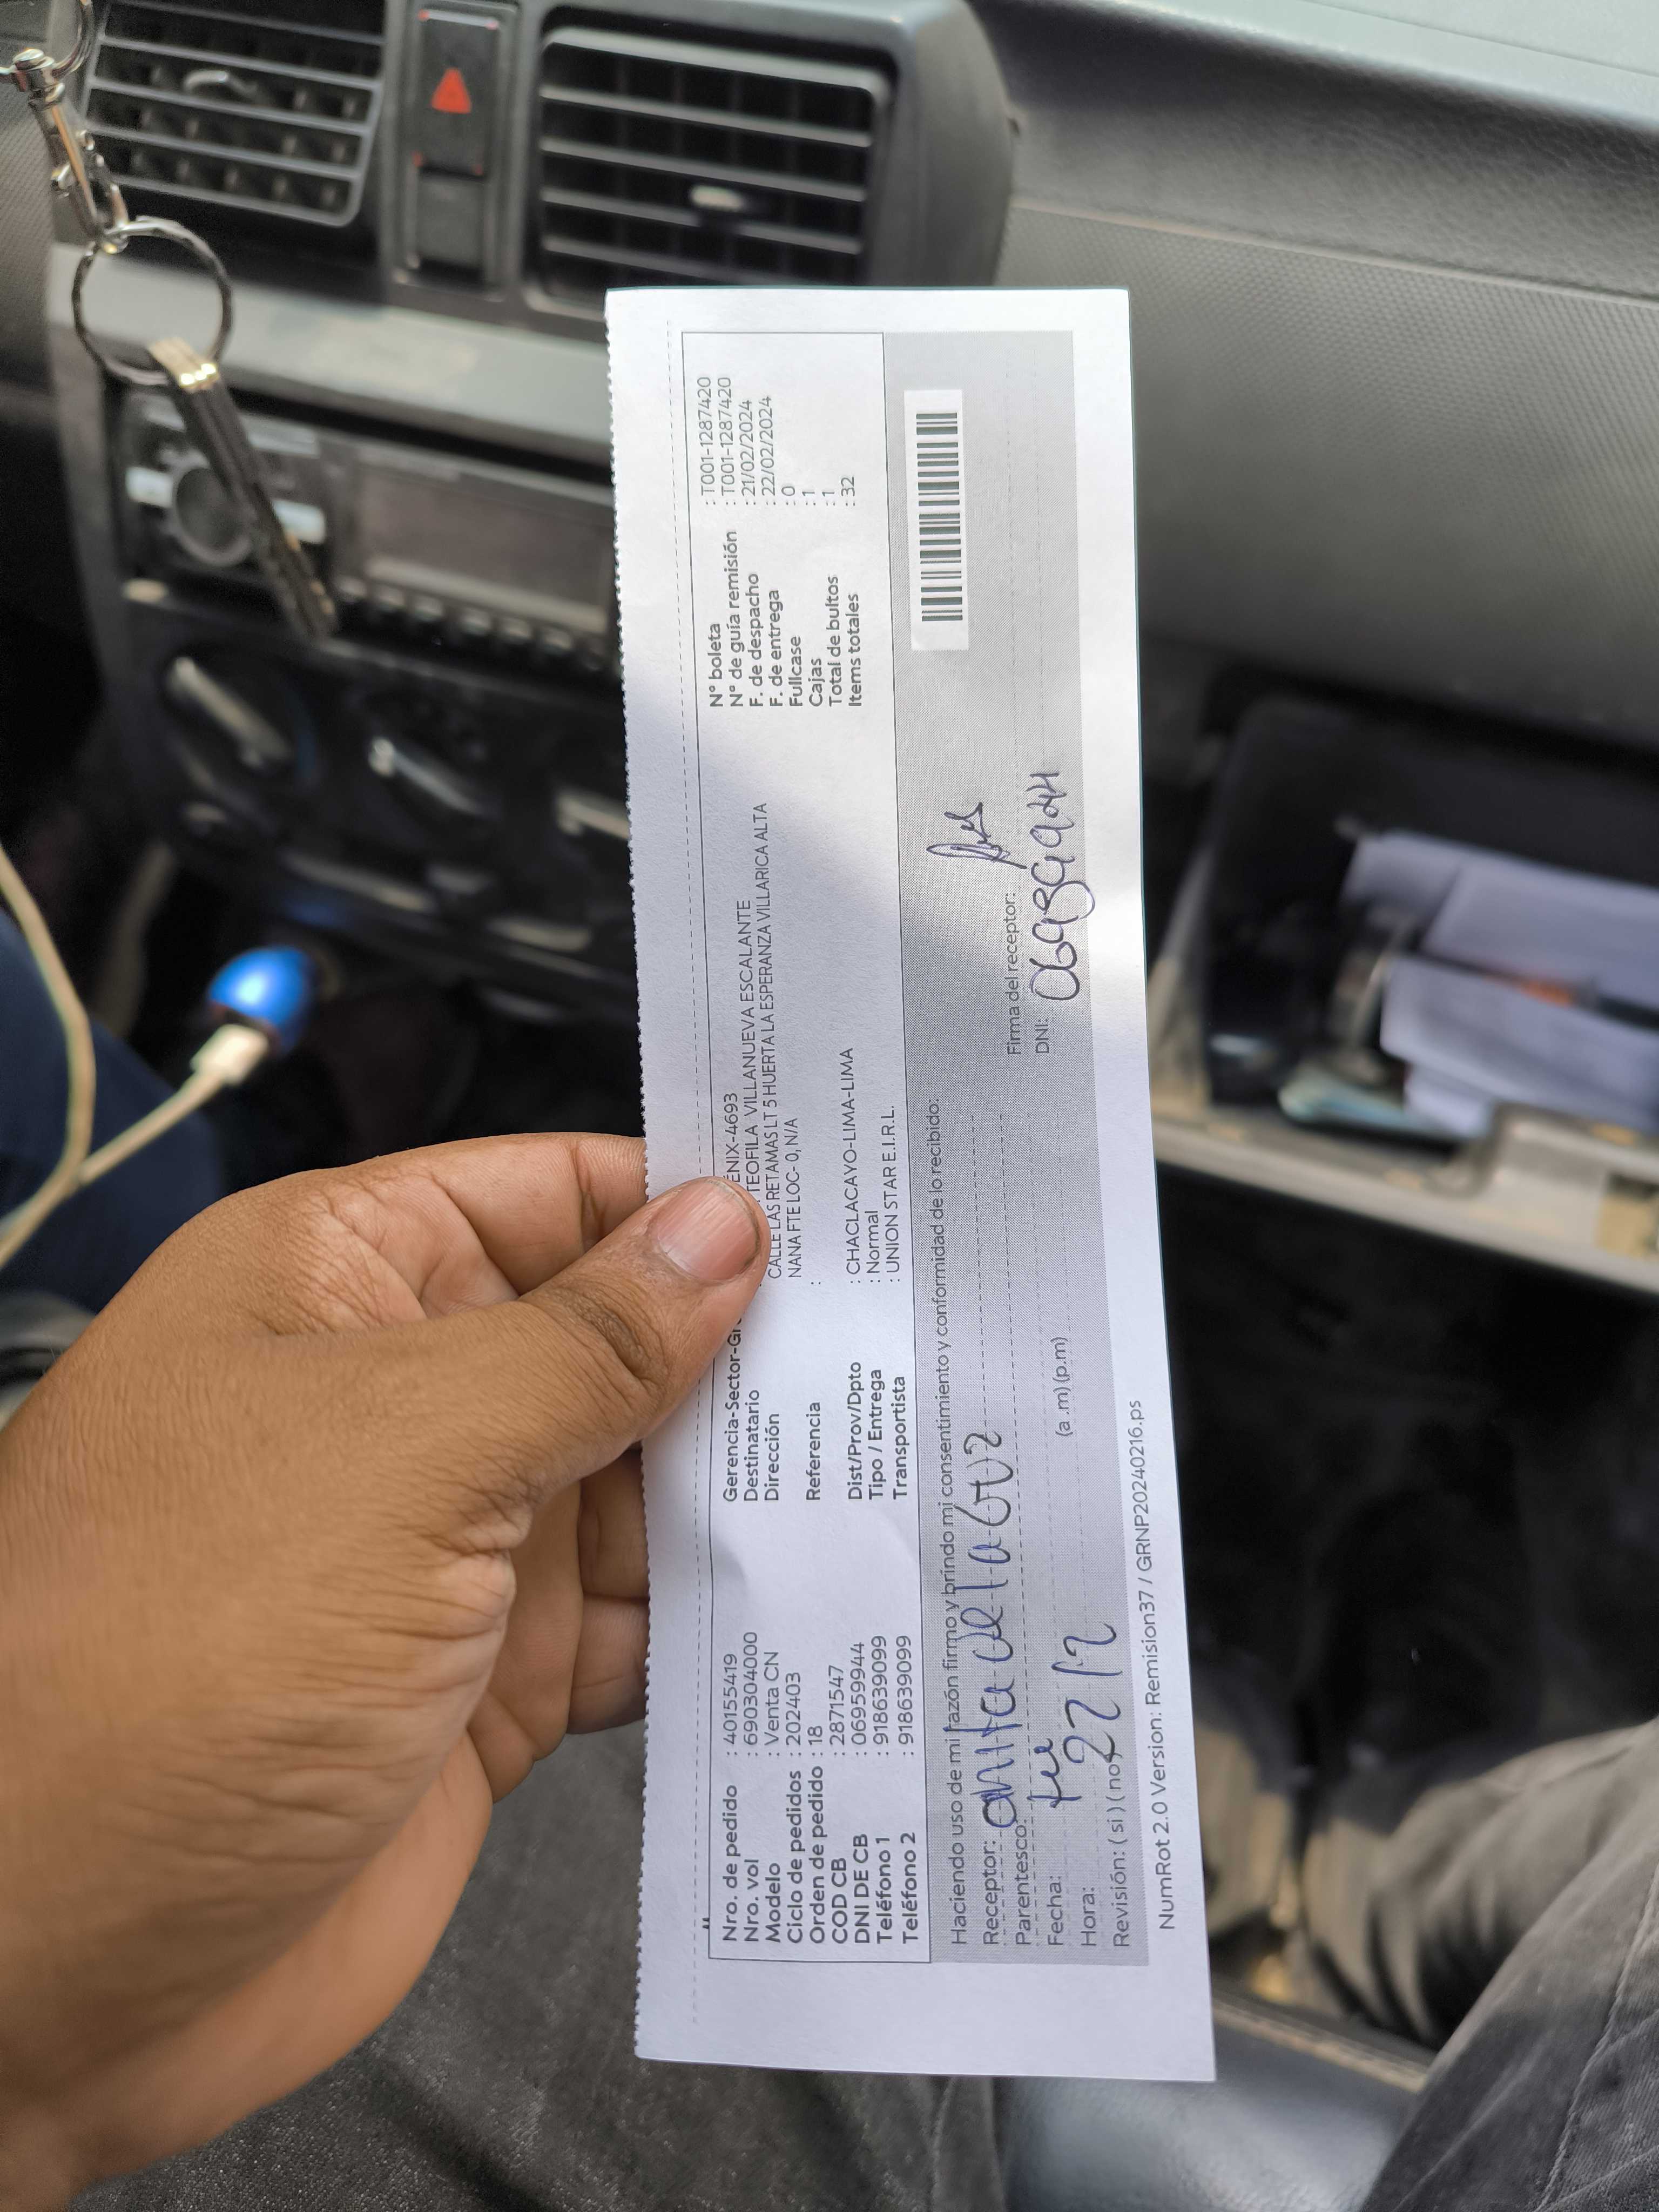 Nro. de pedido : 40155419
Nro. vol : 690304000
Modelo : Venta CN
Ciclo de pedidos : 202403
Orden de pedido : 18
COD CB : 2871547
DNI DE CB : 06959944
Teléfono 1 : 918639099
Teléfono 2 : 918639099
Gerencia-Sector-Gr ENIX-4693
Destinatario TEOFILA VILLANUEVA ESCALANTE
Dirección CALLE LAS RETAMAS LT 5 HUERTA LA ESPERANZA VILLARICA ALTA
NANA FTE LOC- 0, N/A
Referencia :
Dist/Prov/Dpto : CHACLACAYO-LIMA-LIMA
Tipo / Entrega : Normal
Transportista : UNION STAR E.I.R.L.
N° boleta : T001-1287420
N° de guía remisión : T001-1287420
F. de despacho : 21/02/2024
F. de entrega : 22/02/2024
Fullcase : 0
Cajas : 1
Total de bultos : 1
Items totales : 32
Haciendo uso de mi razón firmo y brindo mi consentimiento y conformidad de lo recibido:
Receptor: anita de la
Parentesco:
Fecha: 22/2
Hora: (a .m) (p.m)
Revisión: ( si ) ( no
Firma del receptor:
DNI:
NumRot 2.0 Version: Remision37 / GRNP20240216.ps